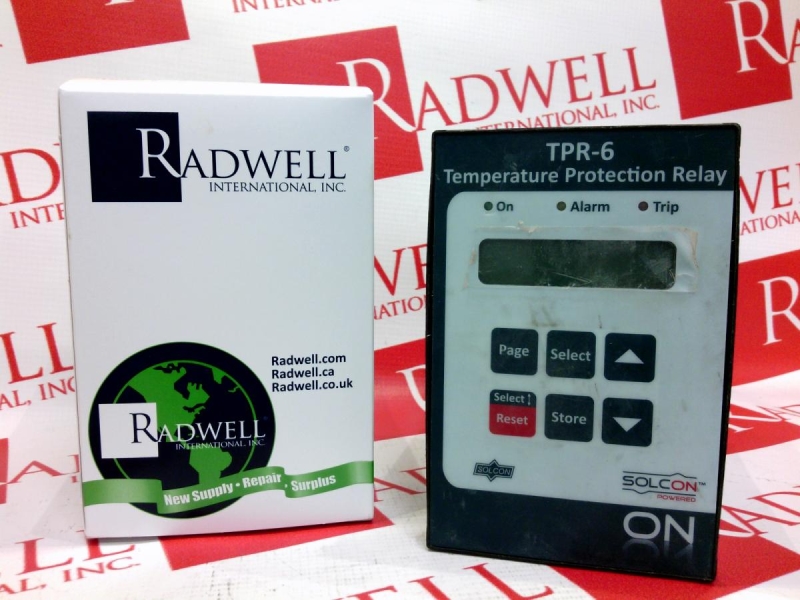 RADWELL
INTERNATIONAL, INC.
RADWELL®
INTERNATIONAL, INC.
Radwell.com
Radwell.ca
Radwell.co.uk
RADWELL
INTERNATIONAL, INC.
New Supply • Repair • Surplus
TPR-6
Temperature Protection Relay
On
Alarm
Trip
Page
Select
Select
Reset
Store
SOLCON
SOLCON™
POWERED
ON